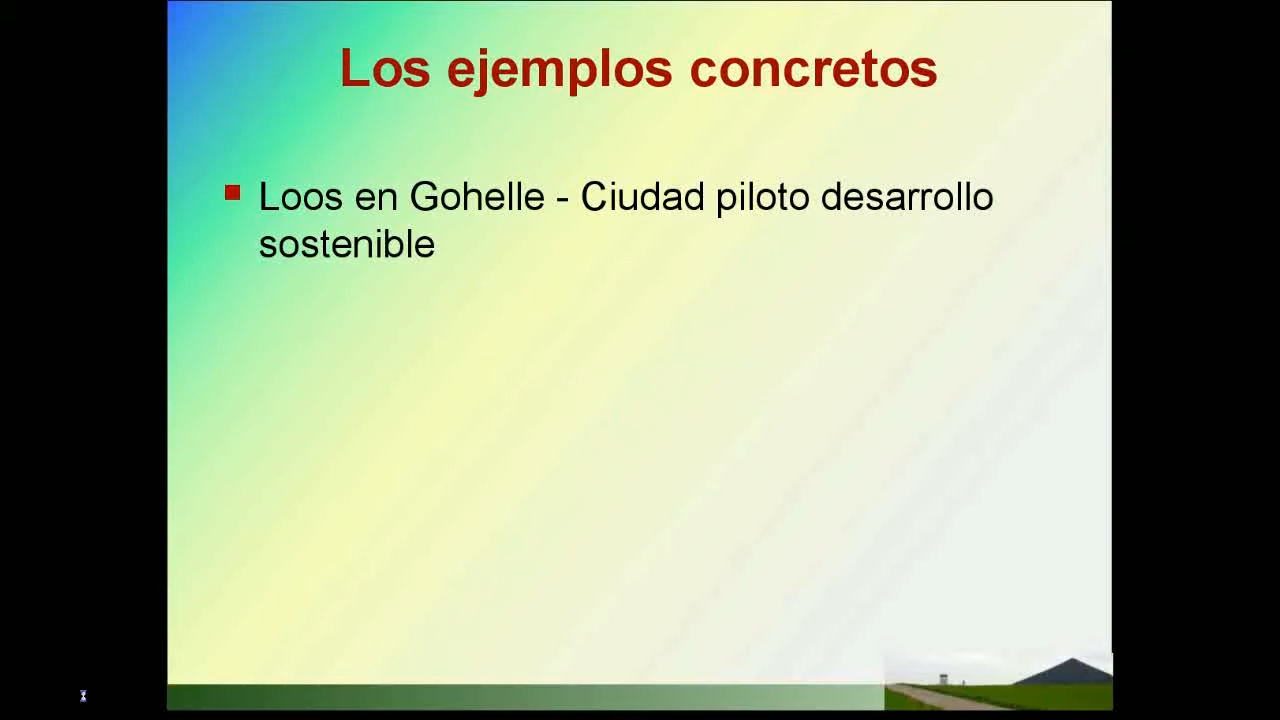 Los ejemplos concretos
Loos en Gohelle - Ciudad piloto desarrollo
sostenible